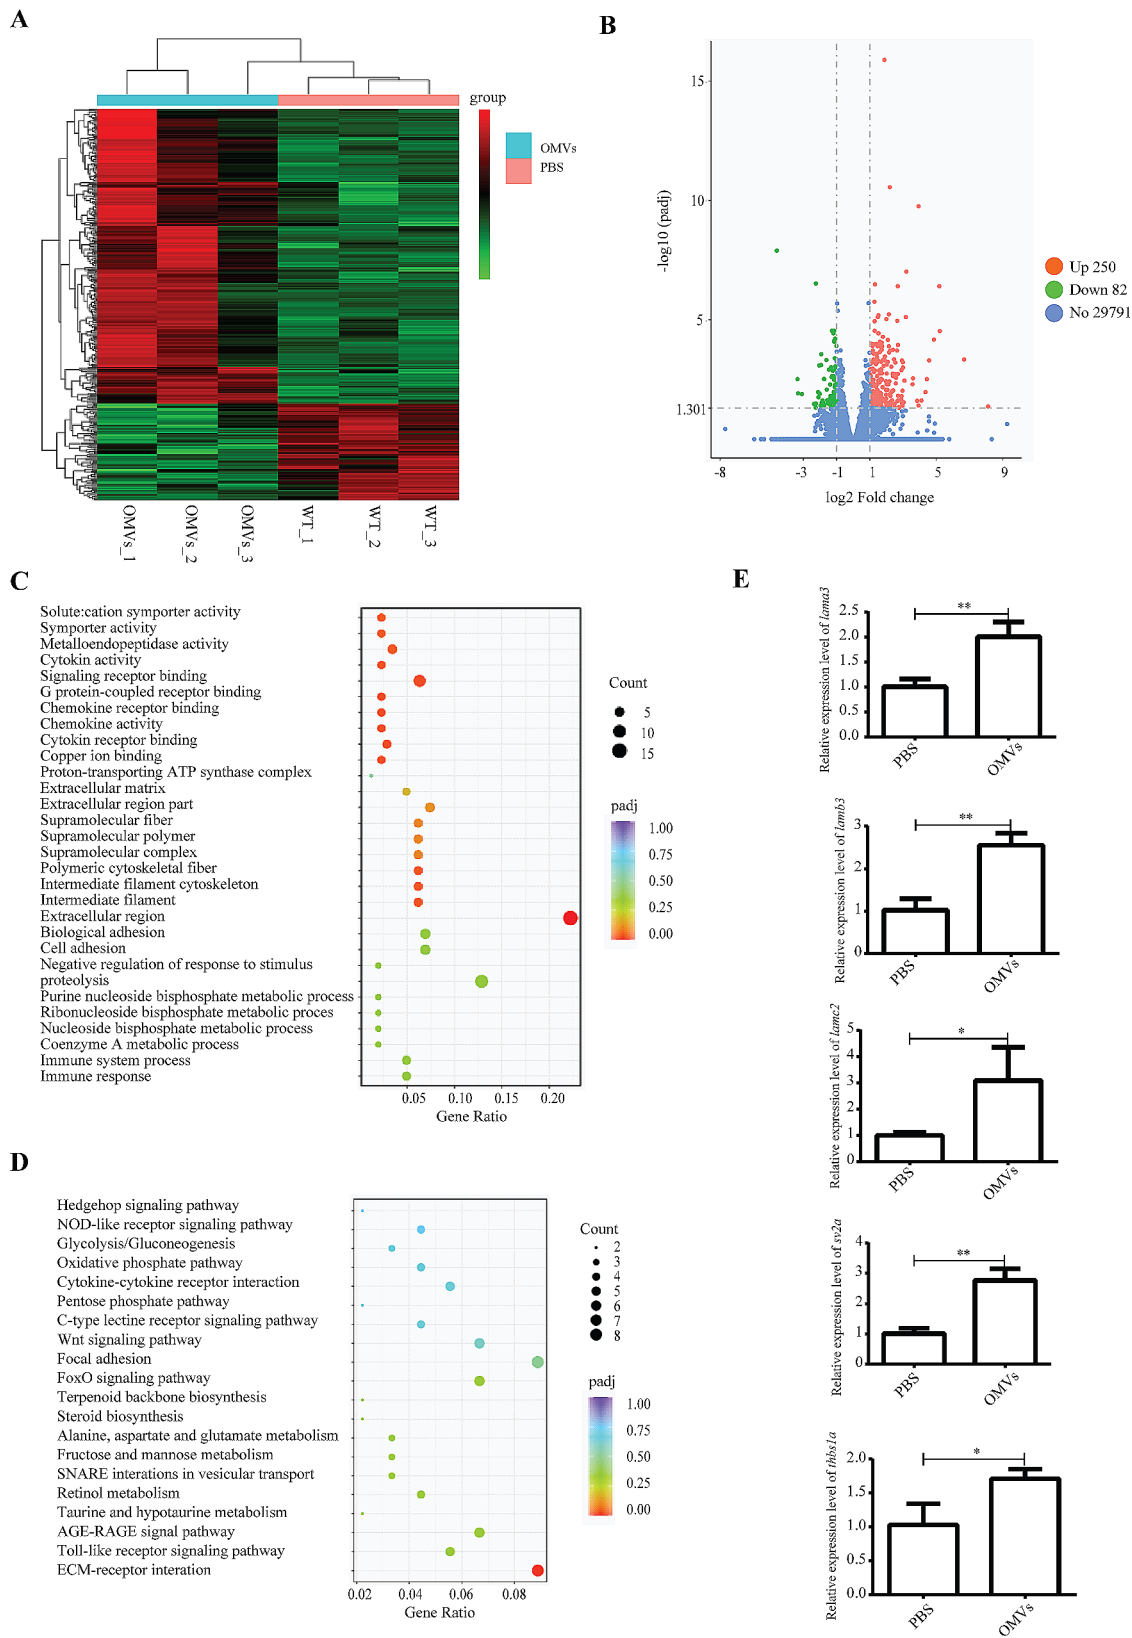 A
group
OMVs
PBS
OMVs_1
OMVs_2
OMVs_3
WT_1
WT_2
WT_3
B
-log10 (padj)
15
10
5
1.301
-8
-3
-1
1
5
9
log2 Fold change
Up 250
Down 82
No 29791
C
Solute:cation symporter activity
Symporter activity
Metalloendopeptidase activity
Cytokin activity
Signaling receptor binding
G protein-coupled receptor binding
Chemokine receptor binding
Chemokine activity
Cytokin receptor binding
Copper ion binding
Proton-transporting ATP synthase complex
Extracellular matrix
Extracellular region part
Supramolecular fiber
Supramolecular polymer
Supramolecular complex
Polymeric cytoskeletal fiber
Intermediate filament cytoskeleton
Intermediate filament
Extracellular region
Biological adhesion
Cell adhesion
Negative regulation of response to stimulus
proteolysis
Purine nucleoside bisphosphate metabolic process
Ribonucleoside bisphosphate metabolic proces
Nucleoside bisphosphate metabolic process
Coenzyme A metabolic process
Immune system process
Immune response
0.05
0.10
0.15
0.20
Gene Ratio
Count
5
10
15
padj
1.00
0.75
0.50
0.25
0.00
D
Hedgehop signaling pathway
NOD-like receptor signaling pathway
Glycolysis/Gluconeogenesis
Oxidative phosphate pathway
Cytokine-cytokine receptor interaction
Pentose phosphate pathway
C-type lectine receptor signaling pathway
Wnt signaling pathway
Focal adhesion
FoxO signaling pathway
Terpenoid backbone biosynthesis
Steroid biosynthesis
Alanine, aspartate and glutamate metabolism
Fructose and mannose metabolism
SNARE interations in vesicular transport
Retinol metabolism
Taurine and hypotaurine metabolism
AGE-RAGE signal pathway
Toll-like receptor signaling pathway
ECM-receptor interation
0.02
0.04
0.06
0.08
Gene Ratio
Count
2
3
4
5
6
7
8
padj
1.00
0.75
0.50
0.25
0.00
E
Relative expression level of lama3
2.5
2.0
1.5
1.0
0.5
0.0
**
PBS
OMVs
Relative expression level of lamb3
3
2
1
0
**
PBS
OMVs
Relative expression level of lamc2
5
4
3
2
1
0
*
PBS
OMVs
Relative expression level of sv2a
4
3
2
1
0
**
PBS
OMVs
Relative expression level of thbs1a
2.0
1.5
1.0
0.5
0.0
*
PBS
OMVs